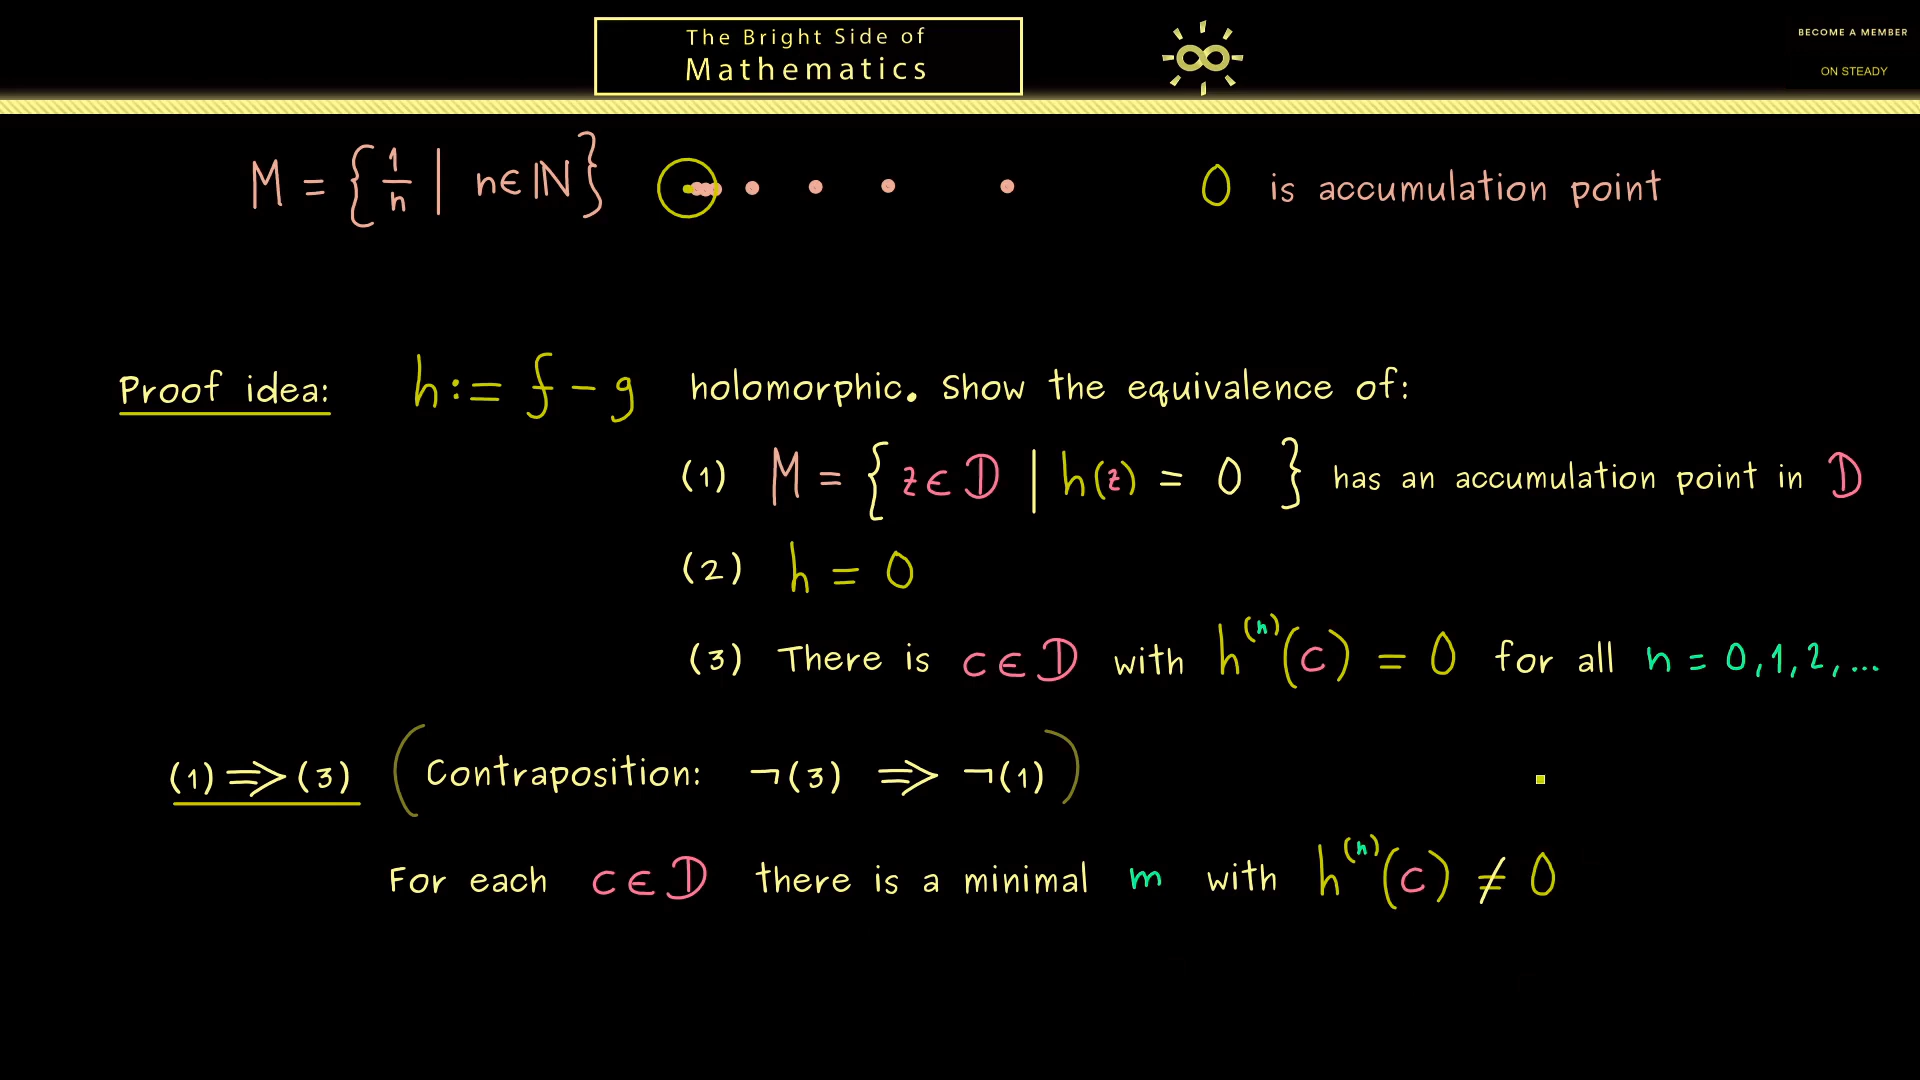 The Bright Side of
Mathematics
BECOME A MEMBER
ON STEADY
M = { 1/n | n∈ℕ } 0 is accumulation point
Proof idea: h := f − g holomorphic. Show the equivalence of:
(1) M = { z∈D | h(z) = 0 } has an accumulation point in D
(2) h = 0
(3) There is c∈D with h⁽ⁿ⁾(c) = 0 for all n = 0,1,2,...
(1) ⟹ (3) (Contraposition: ¬(3) ⟹ ¬(1))
For each c∈D there is a minimal m with h⁽ⁿ⁾(c) ≠ 0